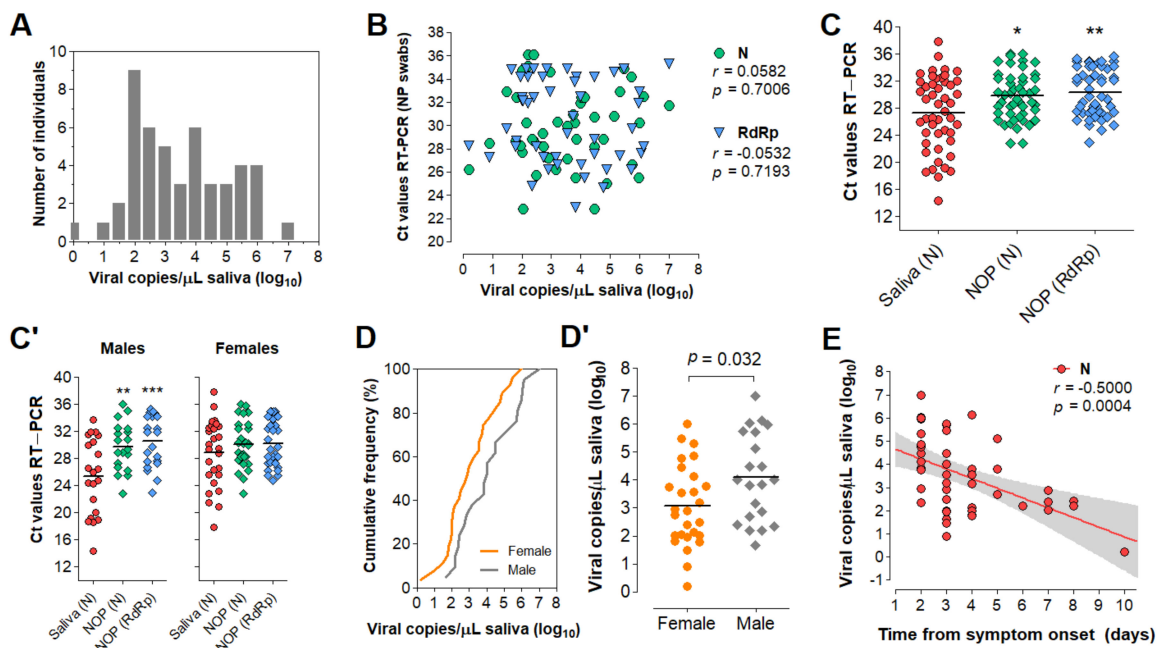 A
Number of individuals
10
8
6
4
2
0
0 1 2 3 4 5 6 7 8
Viral copies/μL saliva (log10)
B
Ct values RT-PCR (NP swabs)
38
36
34
32
30
28
26
24
22
20
0 1 2 3 4 5 6 7 8
Viral copies/μL saliva (log10)
N
r = 0.0582
p = 0.7006
RdRp
r = -0.0532
p = 0.7193
C
Ct values RT–PCR
40
36
32
28
24
20
16
12
* **
Saliva (N)
NOP (N)
NOP (RdRp)
C'
Males Females
Ct values RT–PCR
40
36
32
28
24
20
16
12
** ***
Saliva (N)
NOP (N)
NOP (RdRp)
Saliva (N)
NOP (N)
NOP (RdRp)
D
Cumulative frequency (%)
100
80
60
40
20
0
Female
Male
0 1 2 3 4 5 6 7 8
Viral copies/μL saliva (log10)
D'
p = 0.032
Viral copies/μL saliva (log10)
8
7
6
5
4
3
2
1
0
Female Male
E
Viral copies/μL saliva (log10)
8
7
6
5
4
3
2
1
0
-1
N
r = -0.5000
p = 0.0004
1 2 3 4 5 6 7 8 9 10
Time from symptom onset (days)